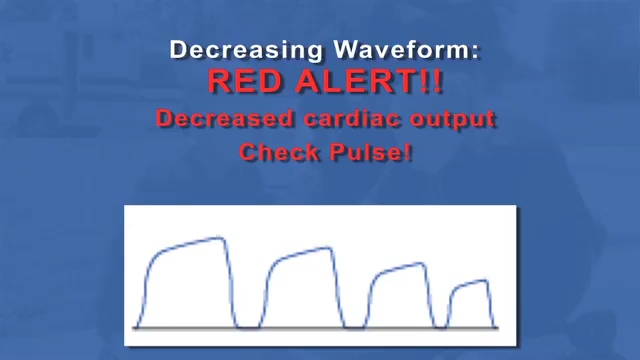 Decreasing Waveform:
RED ALERT!!
Decreased cardiac output
Check Pulse!